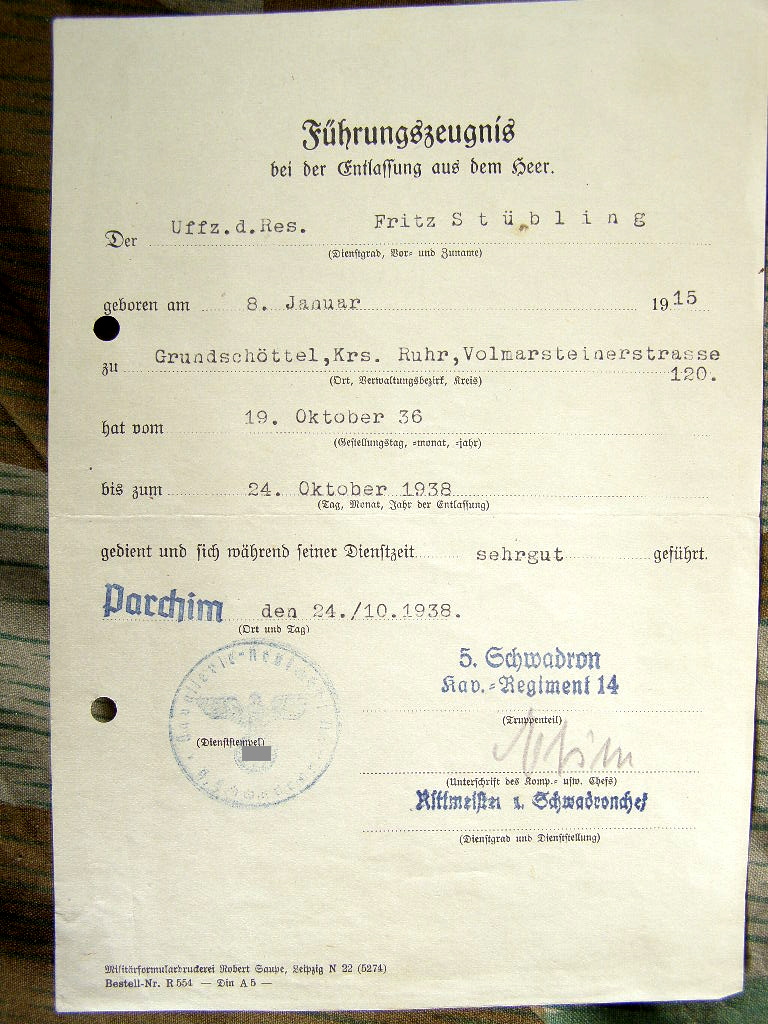 Führungszeugnis
bei der Entlassung aus dem Heer.
Der Uffz.d.Res. Fritz Stübling
(Dienstgrad, Vor- und Zuname)
geboren am 8. Januar 1915
zu Grundschöttel,Krs. Ruhr,Volmarsteinerstrasse
120.
(Ort, Verwaltungsbezirk, Kreis)
hat vom 19. Oktober 36
(Gestellungstag, -monat, -jahr)
bis zum 24. Oktober 1938
(Tag, Monat, Jahr der Entlassung)
gedient und sich während seiner Dienstzeit sehrgut geführt.
Parchim den 24./10.1938.
(Ort und Tag)
5. Schwadron
Kav.-Regiment 14
(Truppenteil)
Kavallerie-Regiment
(Dienststempel)
(Unterschrift des Komp.- usw. Chefs)
Rittmeister u. Schwadronchef
(Dienstgrad und Dienststellung)
Militärformulardruckerei Robert Saupe, Leipzig N 22 (5274)
Bestell-Nr. R 554 — Din A 5 —